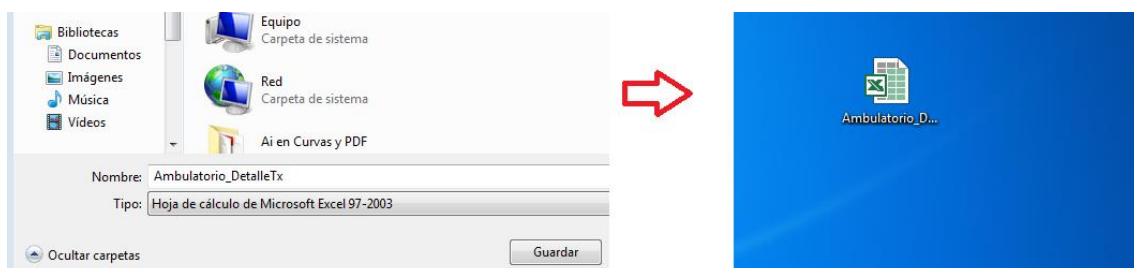 Bibliotecas
Documentos
Imágenes
Música
Vídeos
Equipo
Carpeta de sistema
Red
Carpeta de sistema
Ai en Curvas y PDF
Nombre: Ambulatorio_DetalleTx
Tipo: Hoja de cálculo de Microsoft Excel 97-2003
Ocultar carpetas
Guardar
Ambulatorio_D...